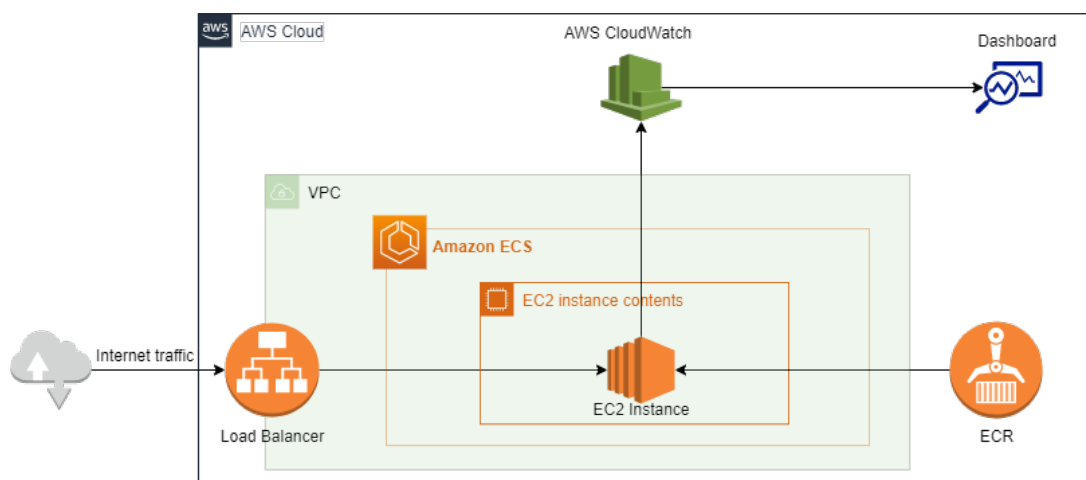 aws
AWS Cloud
AWS CloudWatch
Dashboard
VPC
Amazon ECS
EC2 instance contents
Internet traffic
EC2 Instance
Load Balancer
ECR